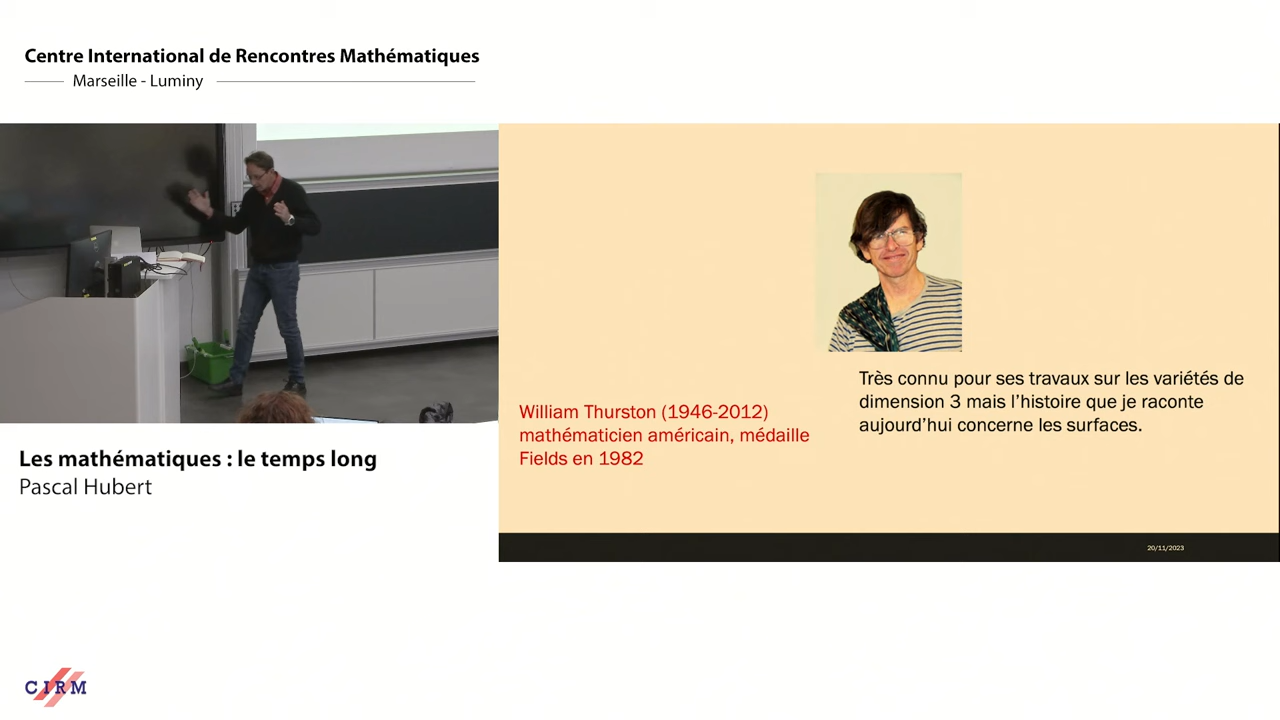 Centre International de Rencontres Mathématiques
Marseille - Luminy
Très connu pour ses travaux sur les variétés de
dimension 3 mais l'histoire que je raconte
aujourd'hui concerne les surfaces.
William Thurston (1946-2012)
mathématicien américain, médaille
Fields en 1982
20/11/2023
Les mathématiques : le temps long
Pascal Hubert
CIRM